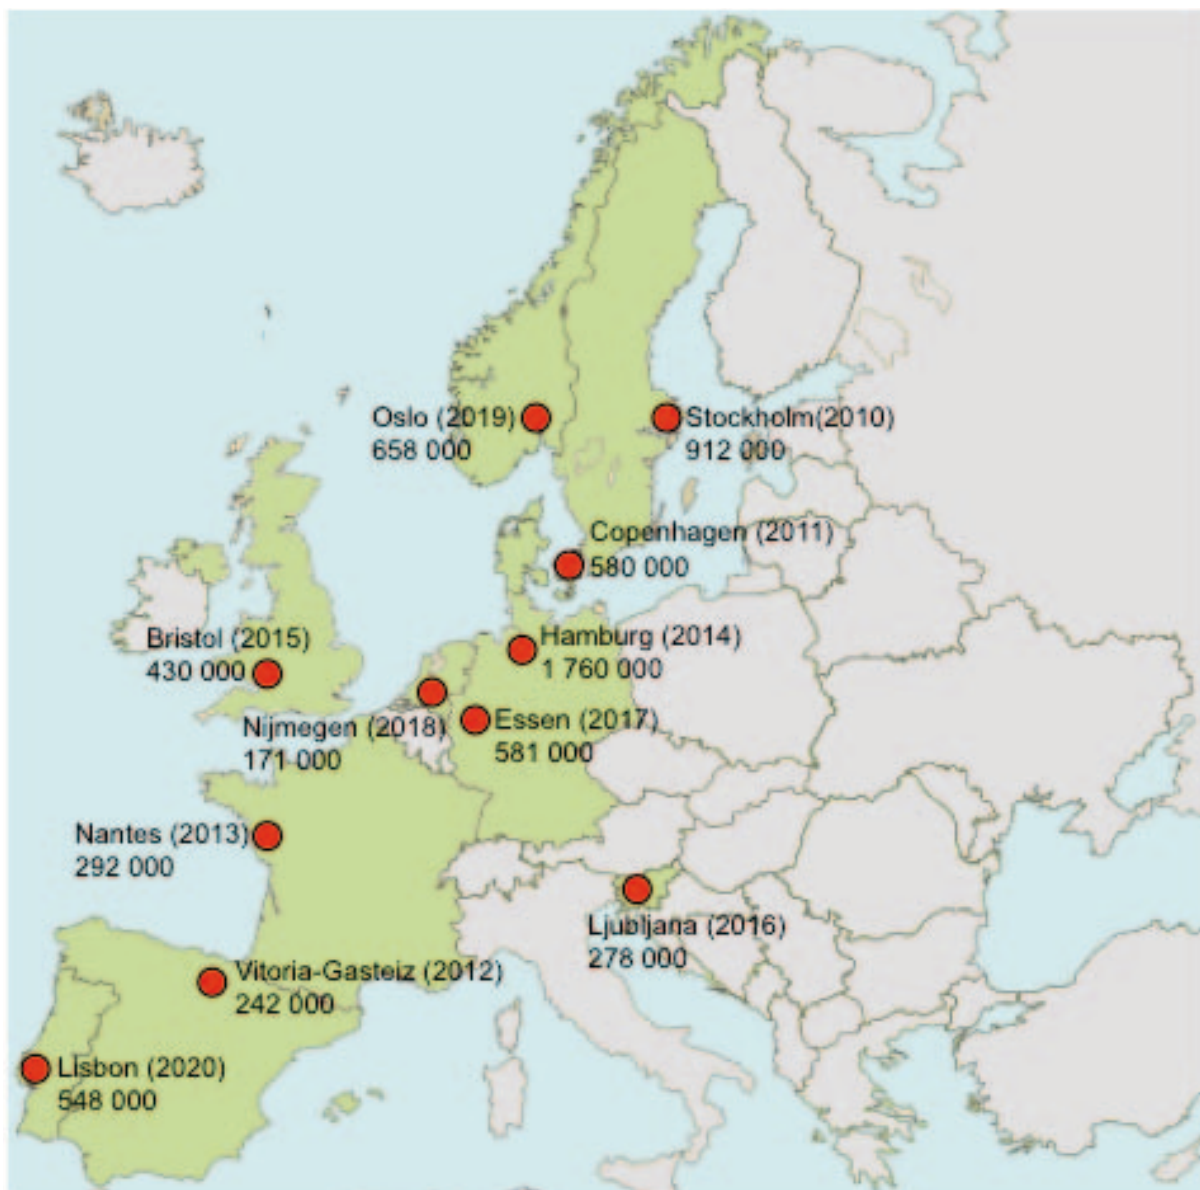 Oslo (2019)
658 000
Stockholm(2010)
912 000
Copenhagen (2011)
580 000
Bristol (2015)
430 000
Hamburg (2014)
1 760 000
Nijmegen (2018)
171 000
Essen (2017)
581 000
Nantes (2013)
292 000
Ljubljana (2016)
278 000
Vitoria-Gasteiz (2012)
242 000
Lisbon (2020)
548 000